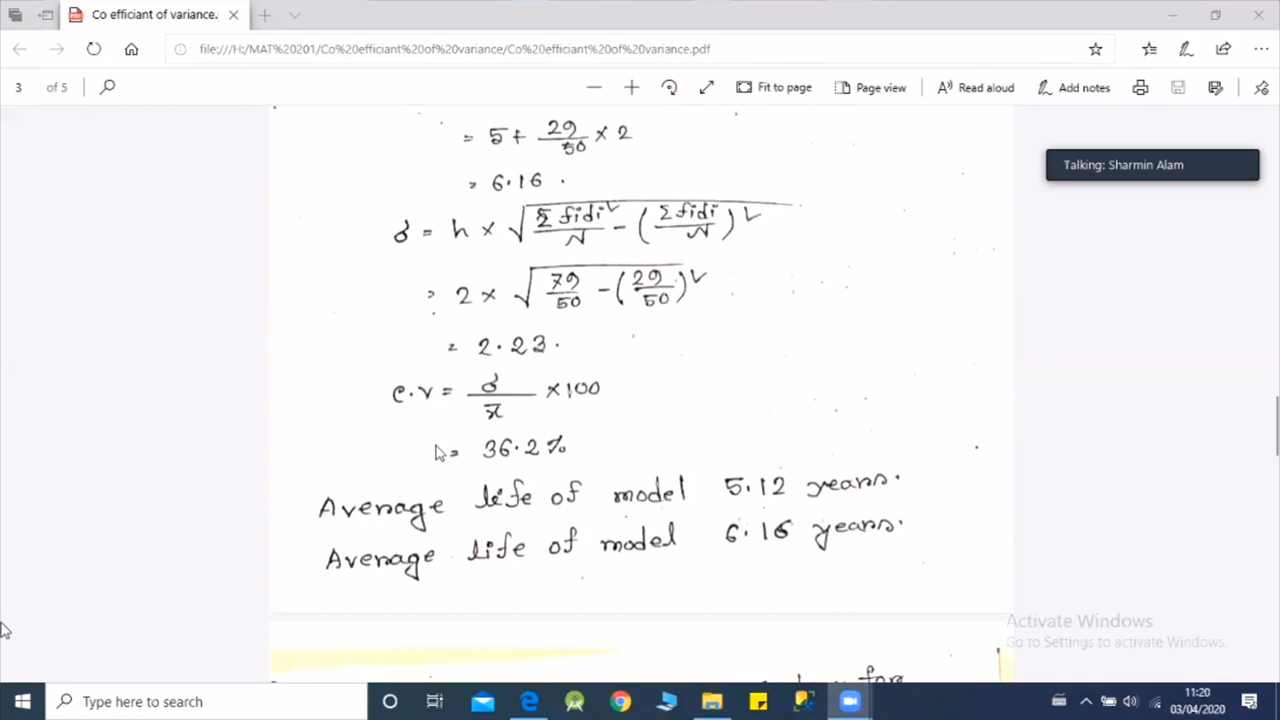 Co efficiant of variance.
file:///H:/MAT%20201/Co%20efficiant%20of%20variance/Co%20efficiant%20of%20variance.pdf
3 of 5
Fit to page
Page view
Read aloud
Add notes
Talking: Sharmin Alam
= 5 + 29/50 × 2
= 6.16 .
σ = h × √(Σfidi²/N - (Σfidi/N)²)
= 2 × √(79/50 - (29/50)²)
= 2.23.
C.V = σ/x̄ × 100
= 36.2 %
Average life of model 5.12 years.
Average life of model 6.16 years.
for
Activate Windows
Go to Settings to activate Windows.
Type here to search
11:20
03/04/2020